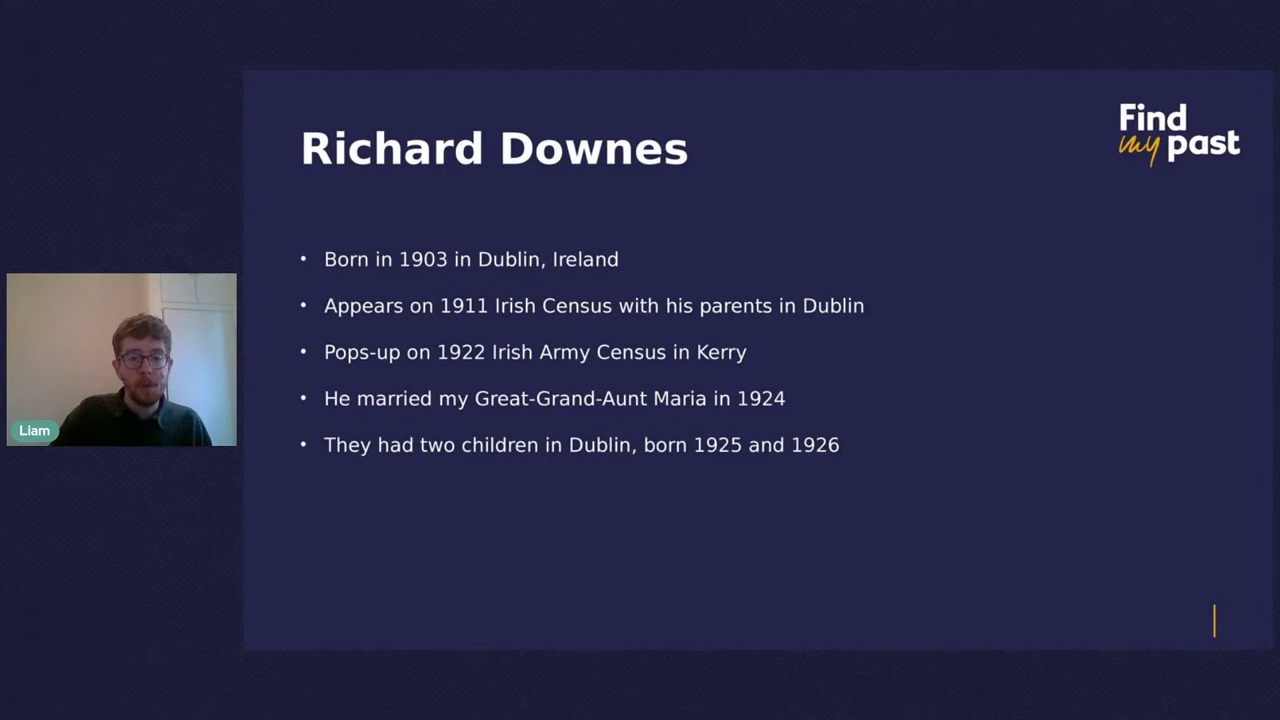 Find
my past
Richard Downes
• Born in 1903 in Dublin, Ireland
• Appears on 1911 Irish Census with his parents in Dublin
• Pops-up on 1922 Irish Army Census in Kerry
• He married my Great-Grand-Aunt Maria in 1924
• They had two children in Dublin, born 1925 and 1926
Liam